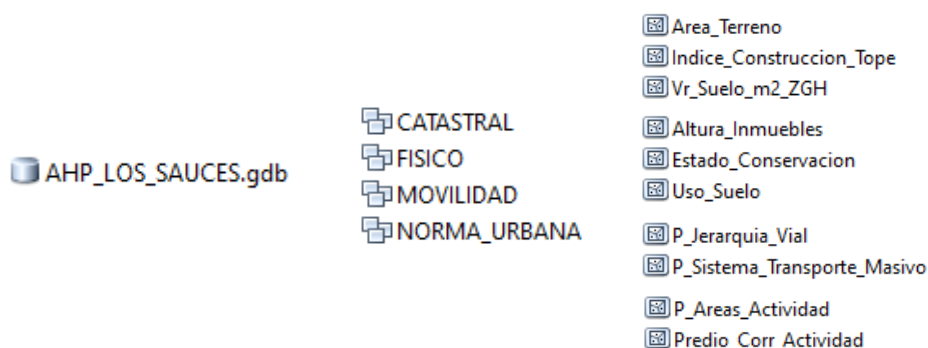 AHP_LOS_SAUCES.gdb
CATASTRAL
FISICO
MOVILIDAD
NORMA_URBANA
Area_Terreno
Indice_Construccion_Tope
Vr_Suelo_m2_ZGH
Altura_Inmuebles
Estado_Conservacion
Uso_Suelo
P_Jerarquia_Vial
P_Sistema_Transporte_Masivo
P_Areas_Actividad
Predio_Corr_Actividad